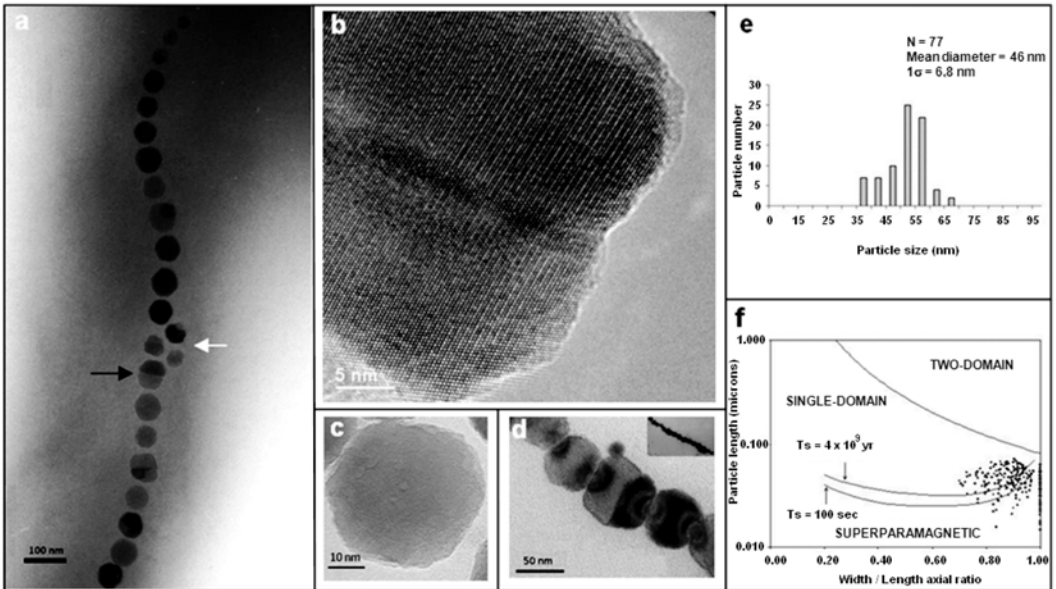 a
100 nm
b
5 nm
c
10 nm
d
50 nm
e
N = 77
Mean diameter = 46 nm
1σ = 6.8 nm
Particle number
30
25
20
15
10
5
0
0 15 25 35 45 55 65 75 85 95
Particle size (nm)
f
Particle length (microns)
1.000
0.100
0.010
TWO-DOMAIN
SINGLE-DOMAIN
Ts = 4 x 10⁹ yr
Ts = 100 sec
SUPERPARAMAGNETIC
0.00 0.20 0.40 0.60 0.80 1.00
Width / Length axial ratio